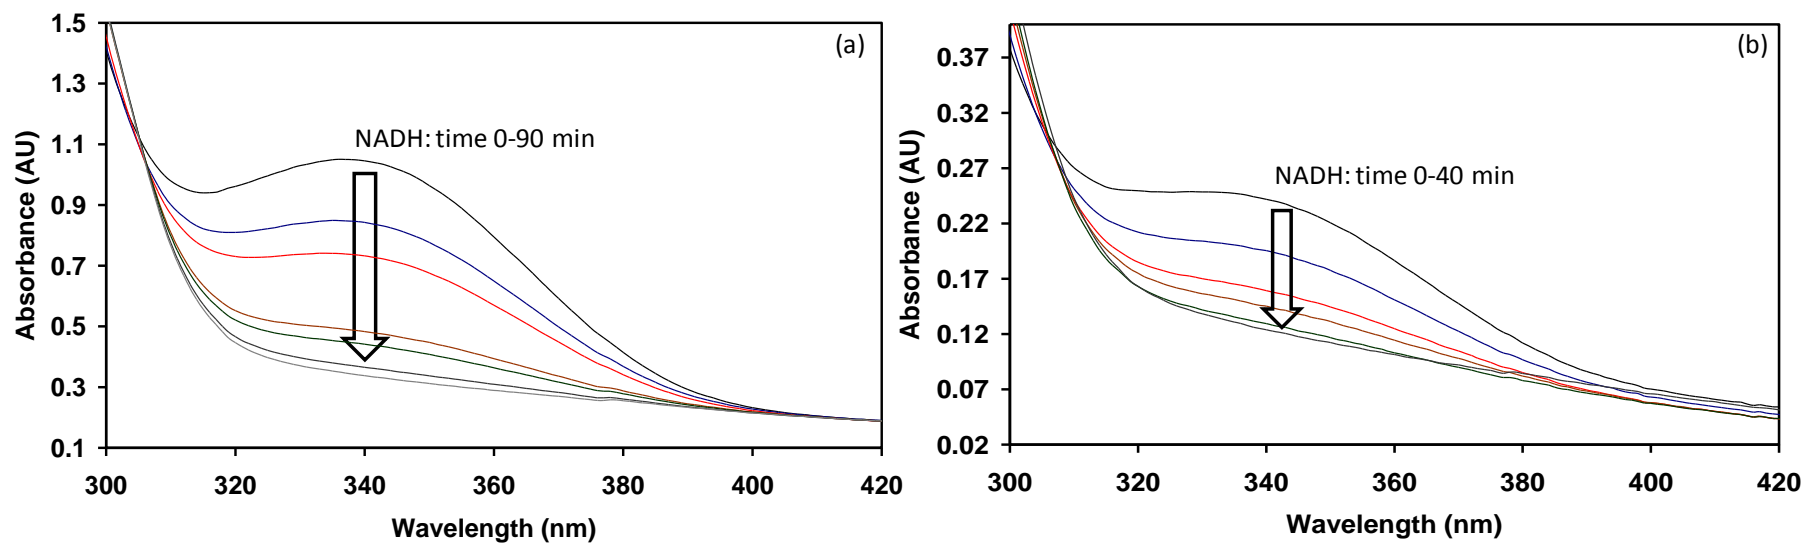 (a)
NADH: time 0-90 min
Absorbance (AU)
1.5
1.3
1.1
0.9
0.7
0.5
0.3
0.1
300 320 340 360 380 400 420
Wavelength (nm)
(b)
NADH: time 0-40 min
Absorbance (AU)
0.37
0.32
0.27
0.22
0.17
0.12
0.07
0.02
300 320 340 360 380 400 420
Wavelength (nm)